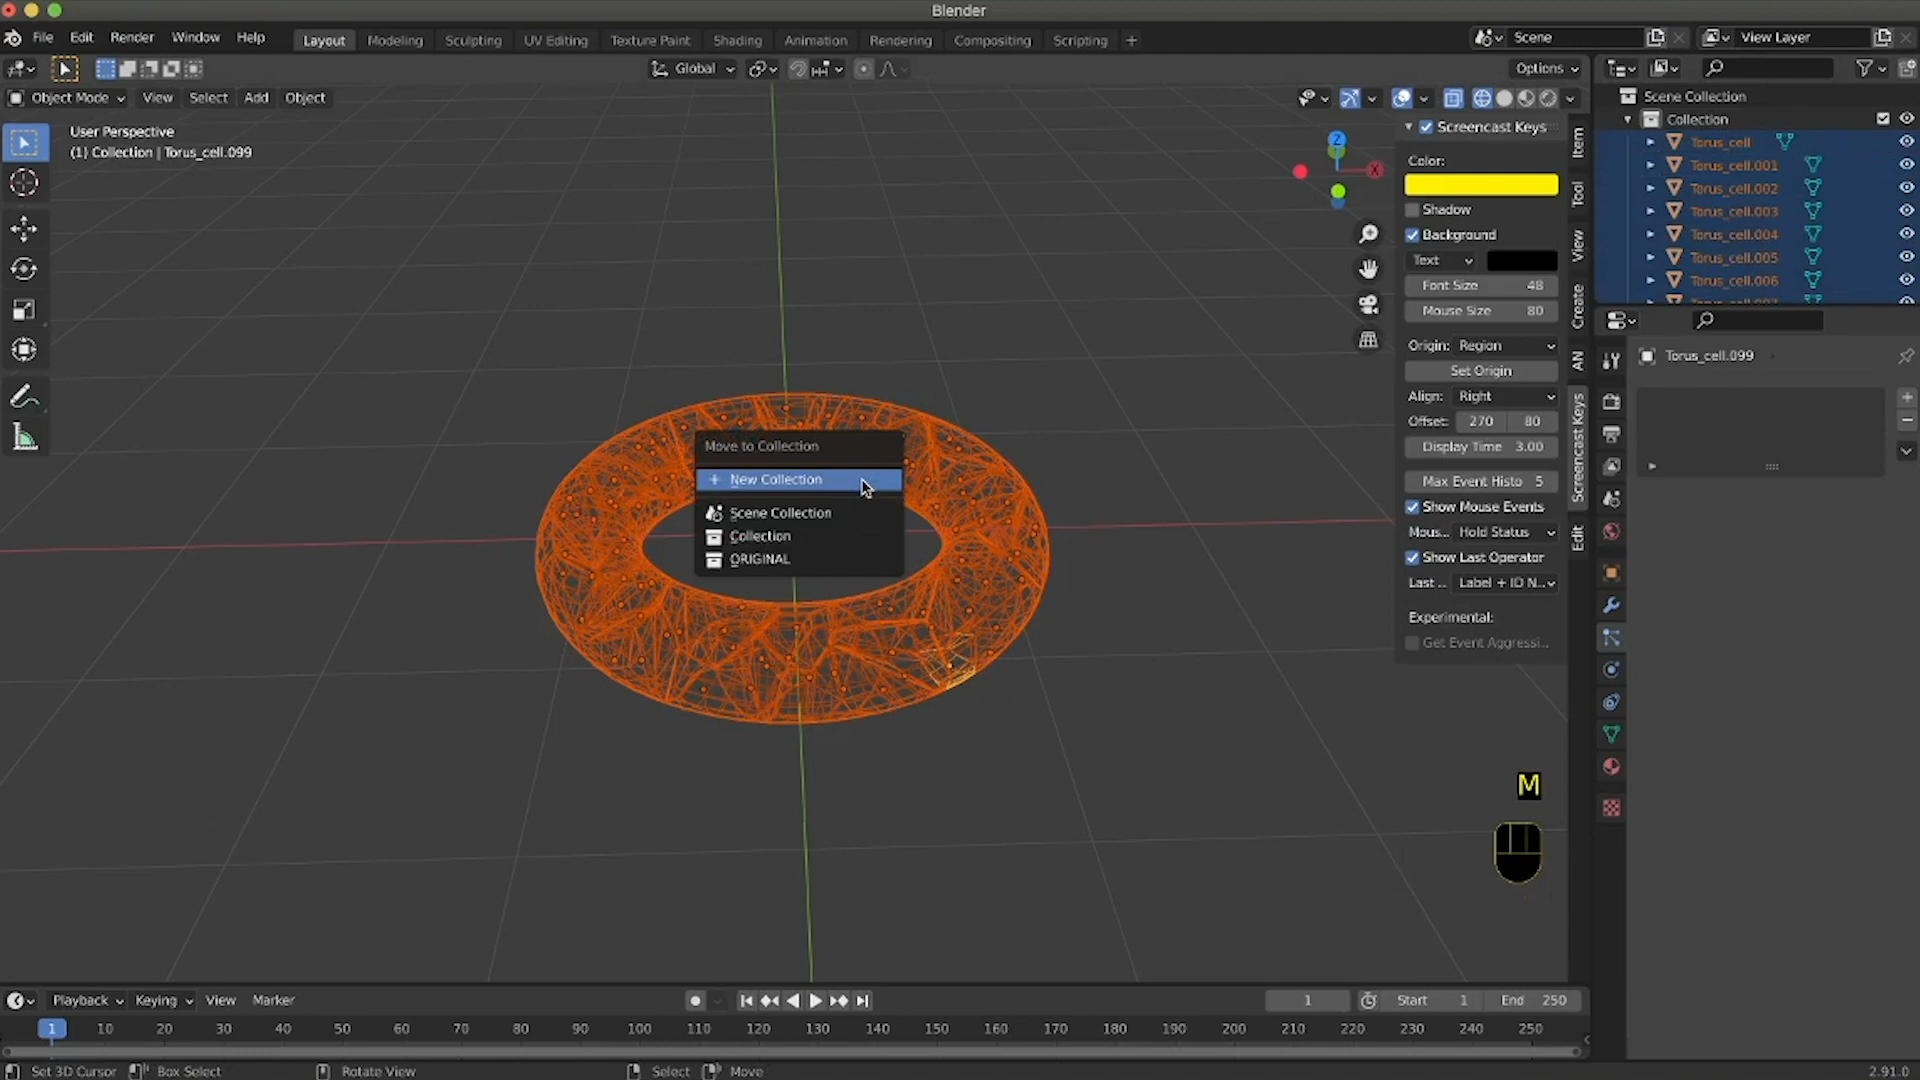 Blender
File Edit Render Window Help Layout Modeling Sculpting UV Editing Texture Paint Shading Animation Rendering Compositing Scripting + Scene View Layer
Global Options
Object Mode View Select Add Object
User Perspective
(1) Collection | Torus_cell.099
Z
X
Screencast Keys
Color:
Shadow
Background
Text
Font Size 48
Mouse Size 80
Origin: Region
Set Origin
Align: Right
Offset: 270 80
Display Time 3.00
Max Event Histo 5
Show Mouse Events
Mous... Hold Status
Show Last Operator
Last ... Label + ID N...
Experimental:
Get Event Aggressi...
Item
Tool
View
Create
AN
Screencast Keys
Edit
Scene Collection
Collection
Torus_cell
Torus_cell.001
Torus_cell.002
Torus_cell.003
Torus_cell.004
Torus_cell.005
Torus_cell.006
Torus_cell.099
Move to Collection
+ New Collection
Scene Collection
Collection
ORIGINAL
M
Playback Keying View Marker 1 Start 1 End 250
1 10 20 30 40 50 60 70 80 90 100 110 120 130 140 150 160 170 180 190 200 210 220 230 240 250
Set 3D Cursor Box Select Rotate View Select Move 2.91.0